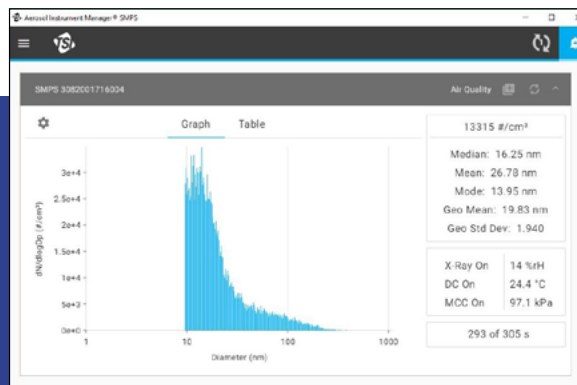 Aerosol Instrument Manager® SMPS
TSI
SMPS 3082001716004
Air Quality
Graph
Table
3e+4
2.5e+4
2e+4
1.5e+4
1e+4
5e+3
0e+0
dN/dlogDp (#/cm³)
1
10
100
1000
Diameter (nm)
13315 #/cm³
Median: 16.25 nm
Mean: 26.78 nm
Mode: 13.95 nm
Geo Mean: 19.83 nm
Geo Std Dev: 1.940
X-Ray On 14 %rH
DC On 24.4 °C
MCC On 97.1 kPa
293 of 305 s